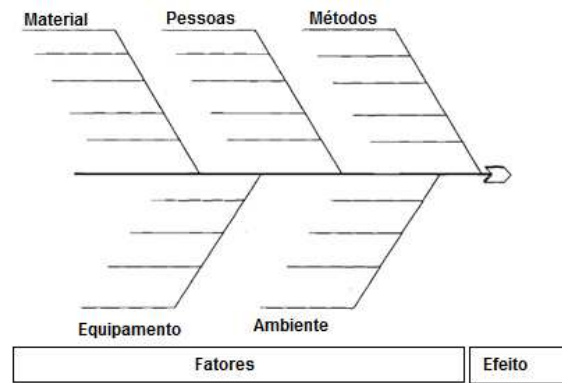 Material
Pessoas
Métodos
Equipamento
Ambiente
Fatores
Efeito